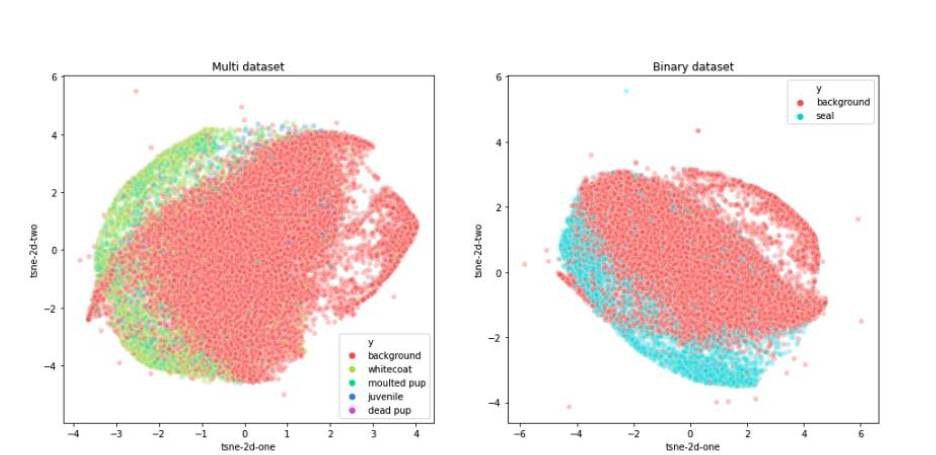 Multi dataset
6
4
2
0
−2
−4
tsne-2d-two
−4 −3 −2 −1 0 1 2 3 4
tsne-2d-one
y
background
whitecoat
moulted pup
juvenile
dead pup
Binary dataset
6
4
2
0
−2
−4
tsne-2d-two
−6 −4 −2 0 2 4 6
tsne-2d-one
y
background
seal